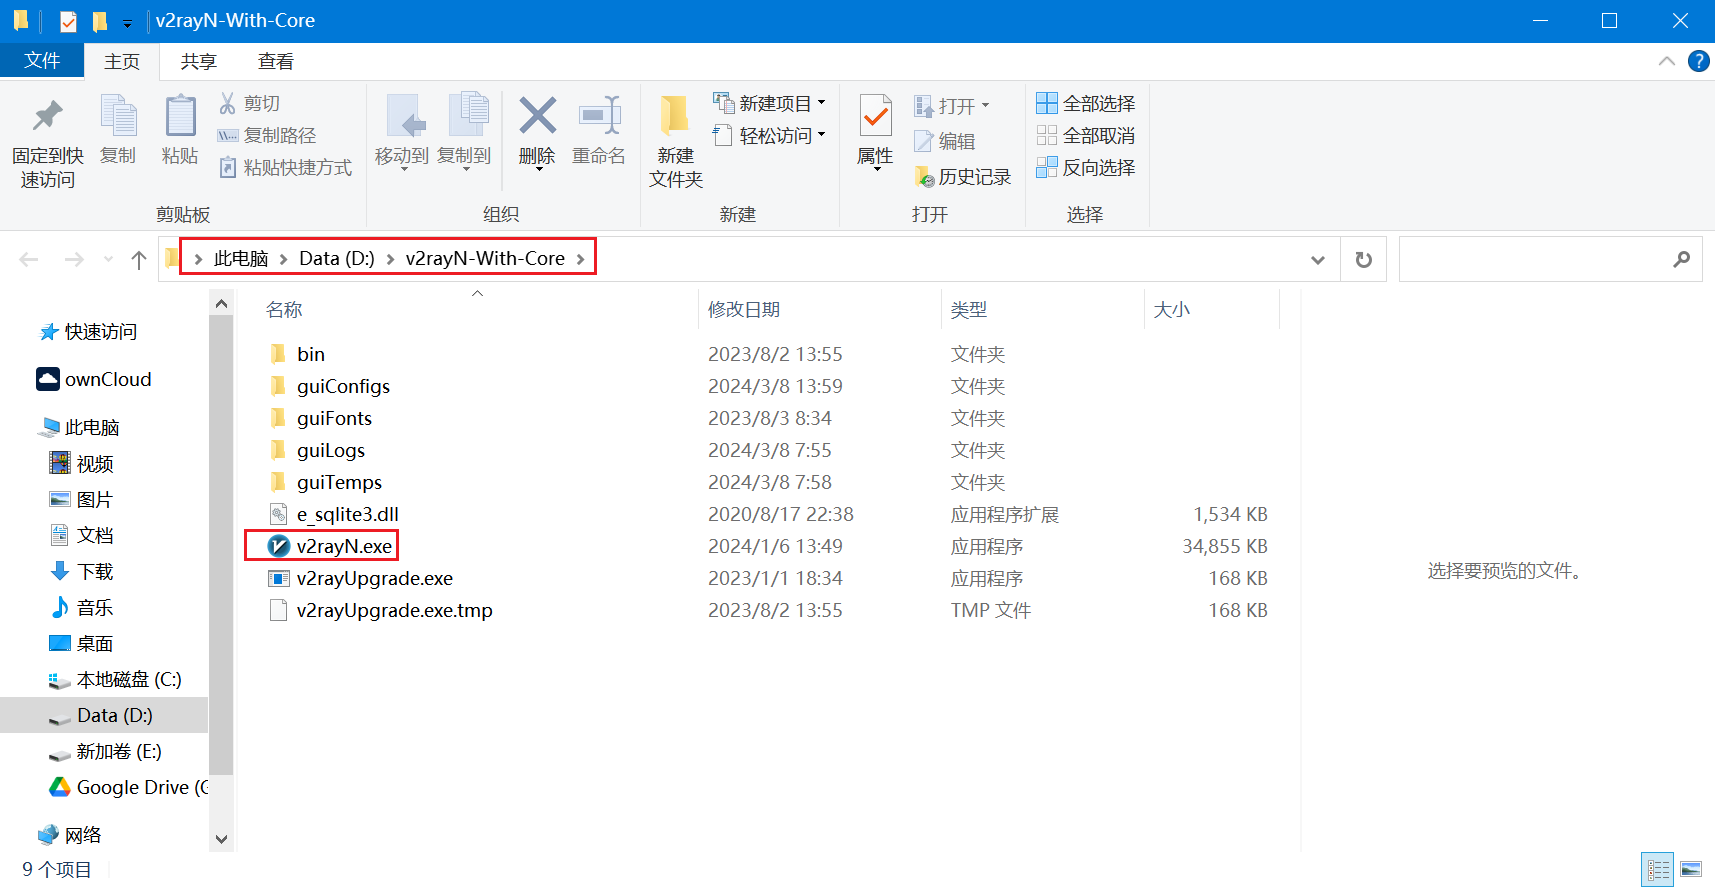 v2rayN-With-Core
文件 主页 共享 查看
固定到快速访问
复制
粘贴
剪切
复制路径
粘贴快捷方式
剪贴板
移动到
复制到
删除
重命名
组织
新建文件夹
新建项目
轻松访问
新建
属性
打开
编辑
历史记录
打开
全部选择
全部取消
反向选择
选择
此电脑 > Data (D:) > v2rayN-With-Core >
快速访问
ownCloud
此电脑
视频
图片
文档
下载
音乐
桌面
本地磁盘 (C:)
Data (D:)
新加卷 (E:)
Google Drive (G
网络
名称 修改日期 类型 大小
bin 2023/8/2 13:55 文件夹
guiConfigs 2024/3/8 13:59 文件夹
guiFonts 2023/8/3 8:34 文件夹
guiLogs 2024/3/8 7:55 文件夹
guiTemps 2024/3/8 7:58 文件夹
e_sqlite3.dll 2020/8/17 22:38 应用程序扩展 1,534 KB
v2rayN.exe 2024/1/6 13:49 应用程序 34,855 KB
v2rayUpgrade.exe 2023/1/1 18:34 应用程序 168 KB
v2rayUpgrade.exe.tmp 2023/8/2 13:55 TMP 文件 168 KB
选择要预览的文件。
9 个项目